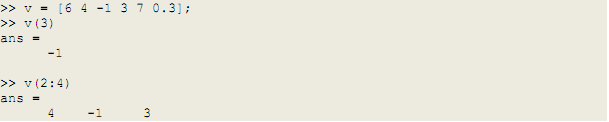 >> v = [6 4 -1 3 7 0.3];
>> v(3)
ans =
-1
>> v(2:4)
ans =
4 -1 3